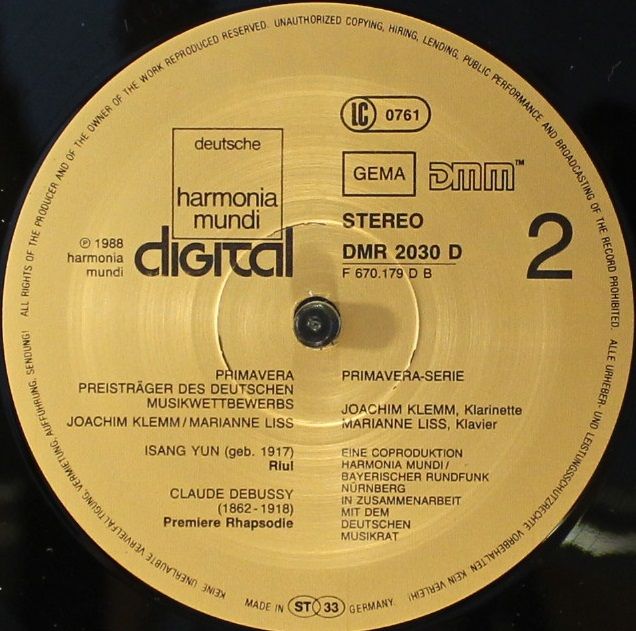 ALL RIGHTS OF THE PRODUCER AND OF THE OWNER OF THE WORK REPRODUCED RESERVED. UNAUTHORIZED COPYING, HIRING, LENDING, PUBLIC PERFORMANCE AND BROADCASTING OF THE RECORD PROHIBITED.
ALLE URHEBER- UND LEISTUNGSSCHUTZRECHTE VORBEHALTEN KEIN VERLEIH! KEINE UNERLAUBTE VERVIELFÄLTIGUNG, VERMIETUNG, AUFFÜHRUNG, SENDUNG!
LC 0761
deutsche
harmonia
mundi
GEMA DMM™
STEREO
DMR 2030 D
F 670.179 D B
2
℗ 1988
harmonia
mundi
digital
PRIMAVERA
PREISTRÄGER DES DEUTSCHEN
MUSIKWETTBEWERBS
JOACHIM KLEMM/MARIANNE LISS
ISANG YUN (geb. 1917)
Riul
CLAUDE DEBUSSY
(1862-1918)
Premiere Rhapsodie
PRIMAVERA-SERIE
JOACHIM KLEMM, Klarinette
MARIANNE LISS, Klavier
EINE COPRODUKTION
HARMONIA MUNDI/
BAYERISCHER RUNDFUNK
NÜRNBERG
IN ZUSAMMENARBEIT
MIT DEM
DEUTSCHEN
MUSIKRAT
MADE IN ST 33 GERMANY.